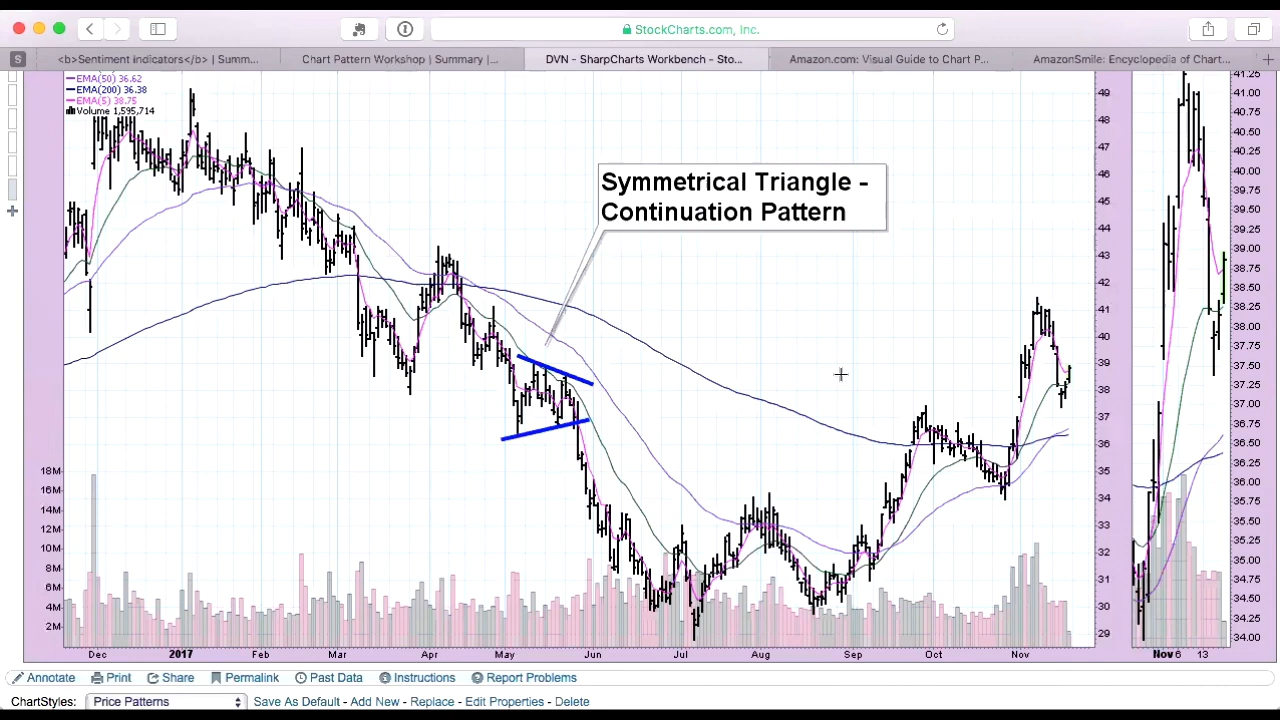 StockCharts.com, Inc.
S
<b>Sentiment indicators</b> | Summ...
Chart Pattern Workshop | Summary |...
DVN - SharpCharts Workbench - Sto...
Amazon.com: Visual Guide to Chart P...
AmazonSmile: Encyclopedia of Chart...
EMA(50) 36.62
EMA(200) 36.38
EMA(5) 38.75
Volume 1,595,714
Symmetrical Triangle -
Continuation Pattern
49
48
47
46
45
44
43
42
41
40
39
38
37
36
35
34
33
32
31
30
29
18M
16M
14M
12M
10M
8M
6M
4M
2M
Dec 2017 Feb Mar Apr May Jun Jul Aug Sep Oct Nov
41.25
41.00
40.75
40.50
40.25
40.00
39.75
39.50
39.25
39.00
38.75
38.50
38.25
38.00
37.75
37.50
37.25
37.00
36.75
36.50
36.25
36.00
35.75
35.50
35.25
35.00
34.75
34.50
34.25
34.00
Nov 6 13
Annotate Print Share Permalink Past Data Instructions Report Problems
ChartStyles: Price Patterns Save As Default - Add New - Replace - Edit Properties - Delete